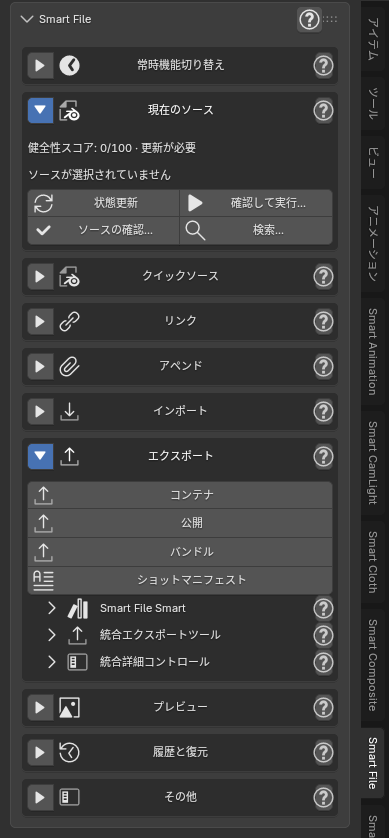 Smart File
常時機能切り替え
現在のソース
健全性スコア: 0/100 · 更新が必要
ソースが選択されていません
状態更新
確認して実行...
ソースの確認...
検索...
クイックソース
リンク
アペンド
インポート
エクスポート
コンテナ
公開
バンドル
ショットマニフェスト
Smart File Smart
統合エクスポートツール
統合詳細コントロール
プレビュー
履歴と復元
その他
アイテム
ツール
ビュー
アニメーション
Smart Animation
Smart CamLight
Smart Cloth
Smart Composite
Smart File
Sma